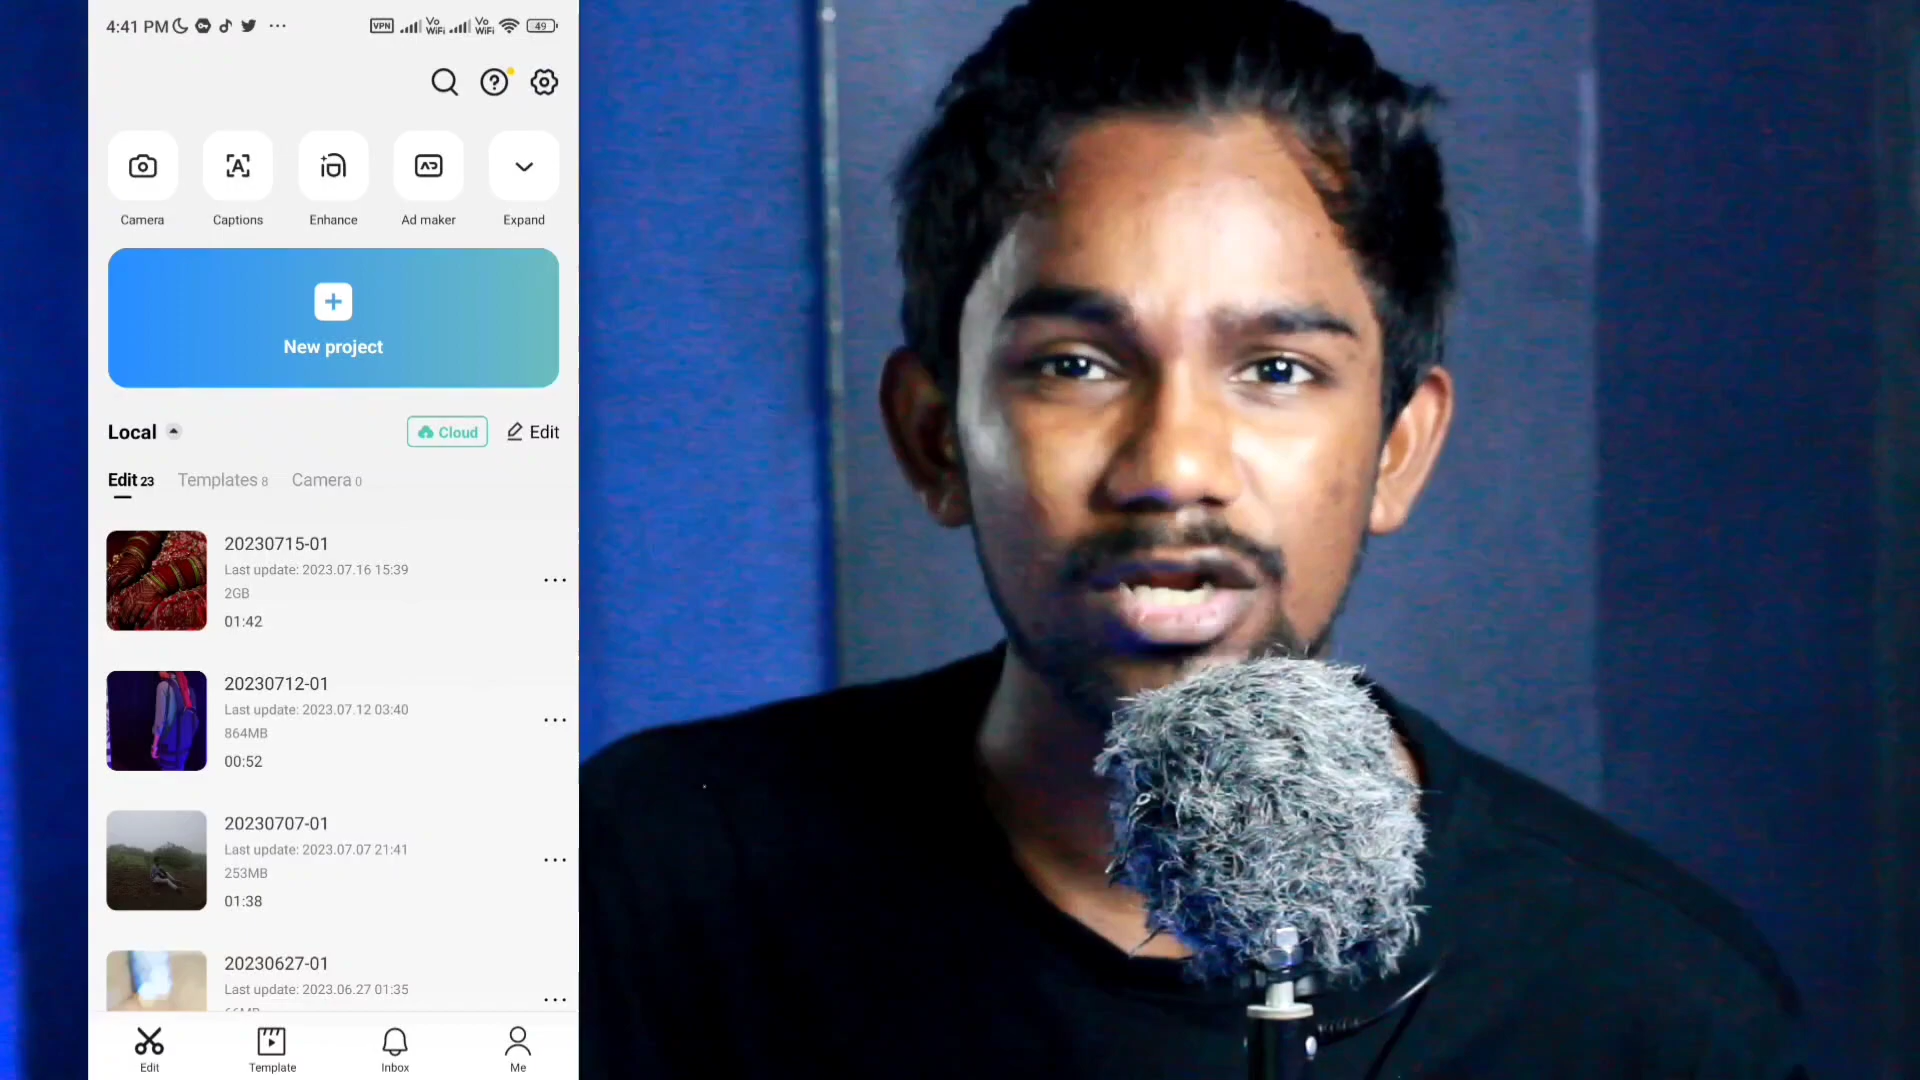 4:41 PM
VPN
Vo
WiFi
Vo
WiFi
49
Camera
Captions
Enhance
Ad maker
Expand
New project
Local
Cloud
Edit
Edit 23
Templates 8
Camera 0
20230715-01
Last update: 2023.07.16 15:39
2GB
01:42
20230712-01
Last update: 2023.07.12 03:40
864MB
00:52
20230707-01
Last update: 2023.07.07 21:41
253MB
01:38
20230627-01
Last update: 2023.06.27 01:35
Edit
Template
Inbox
Me